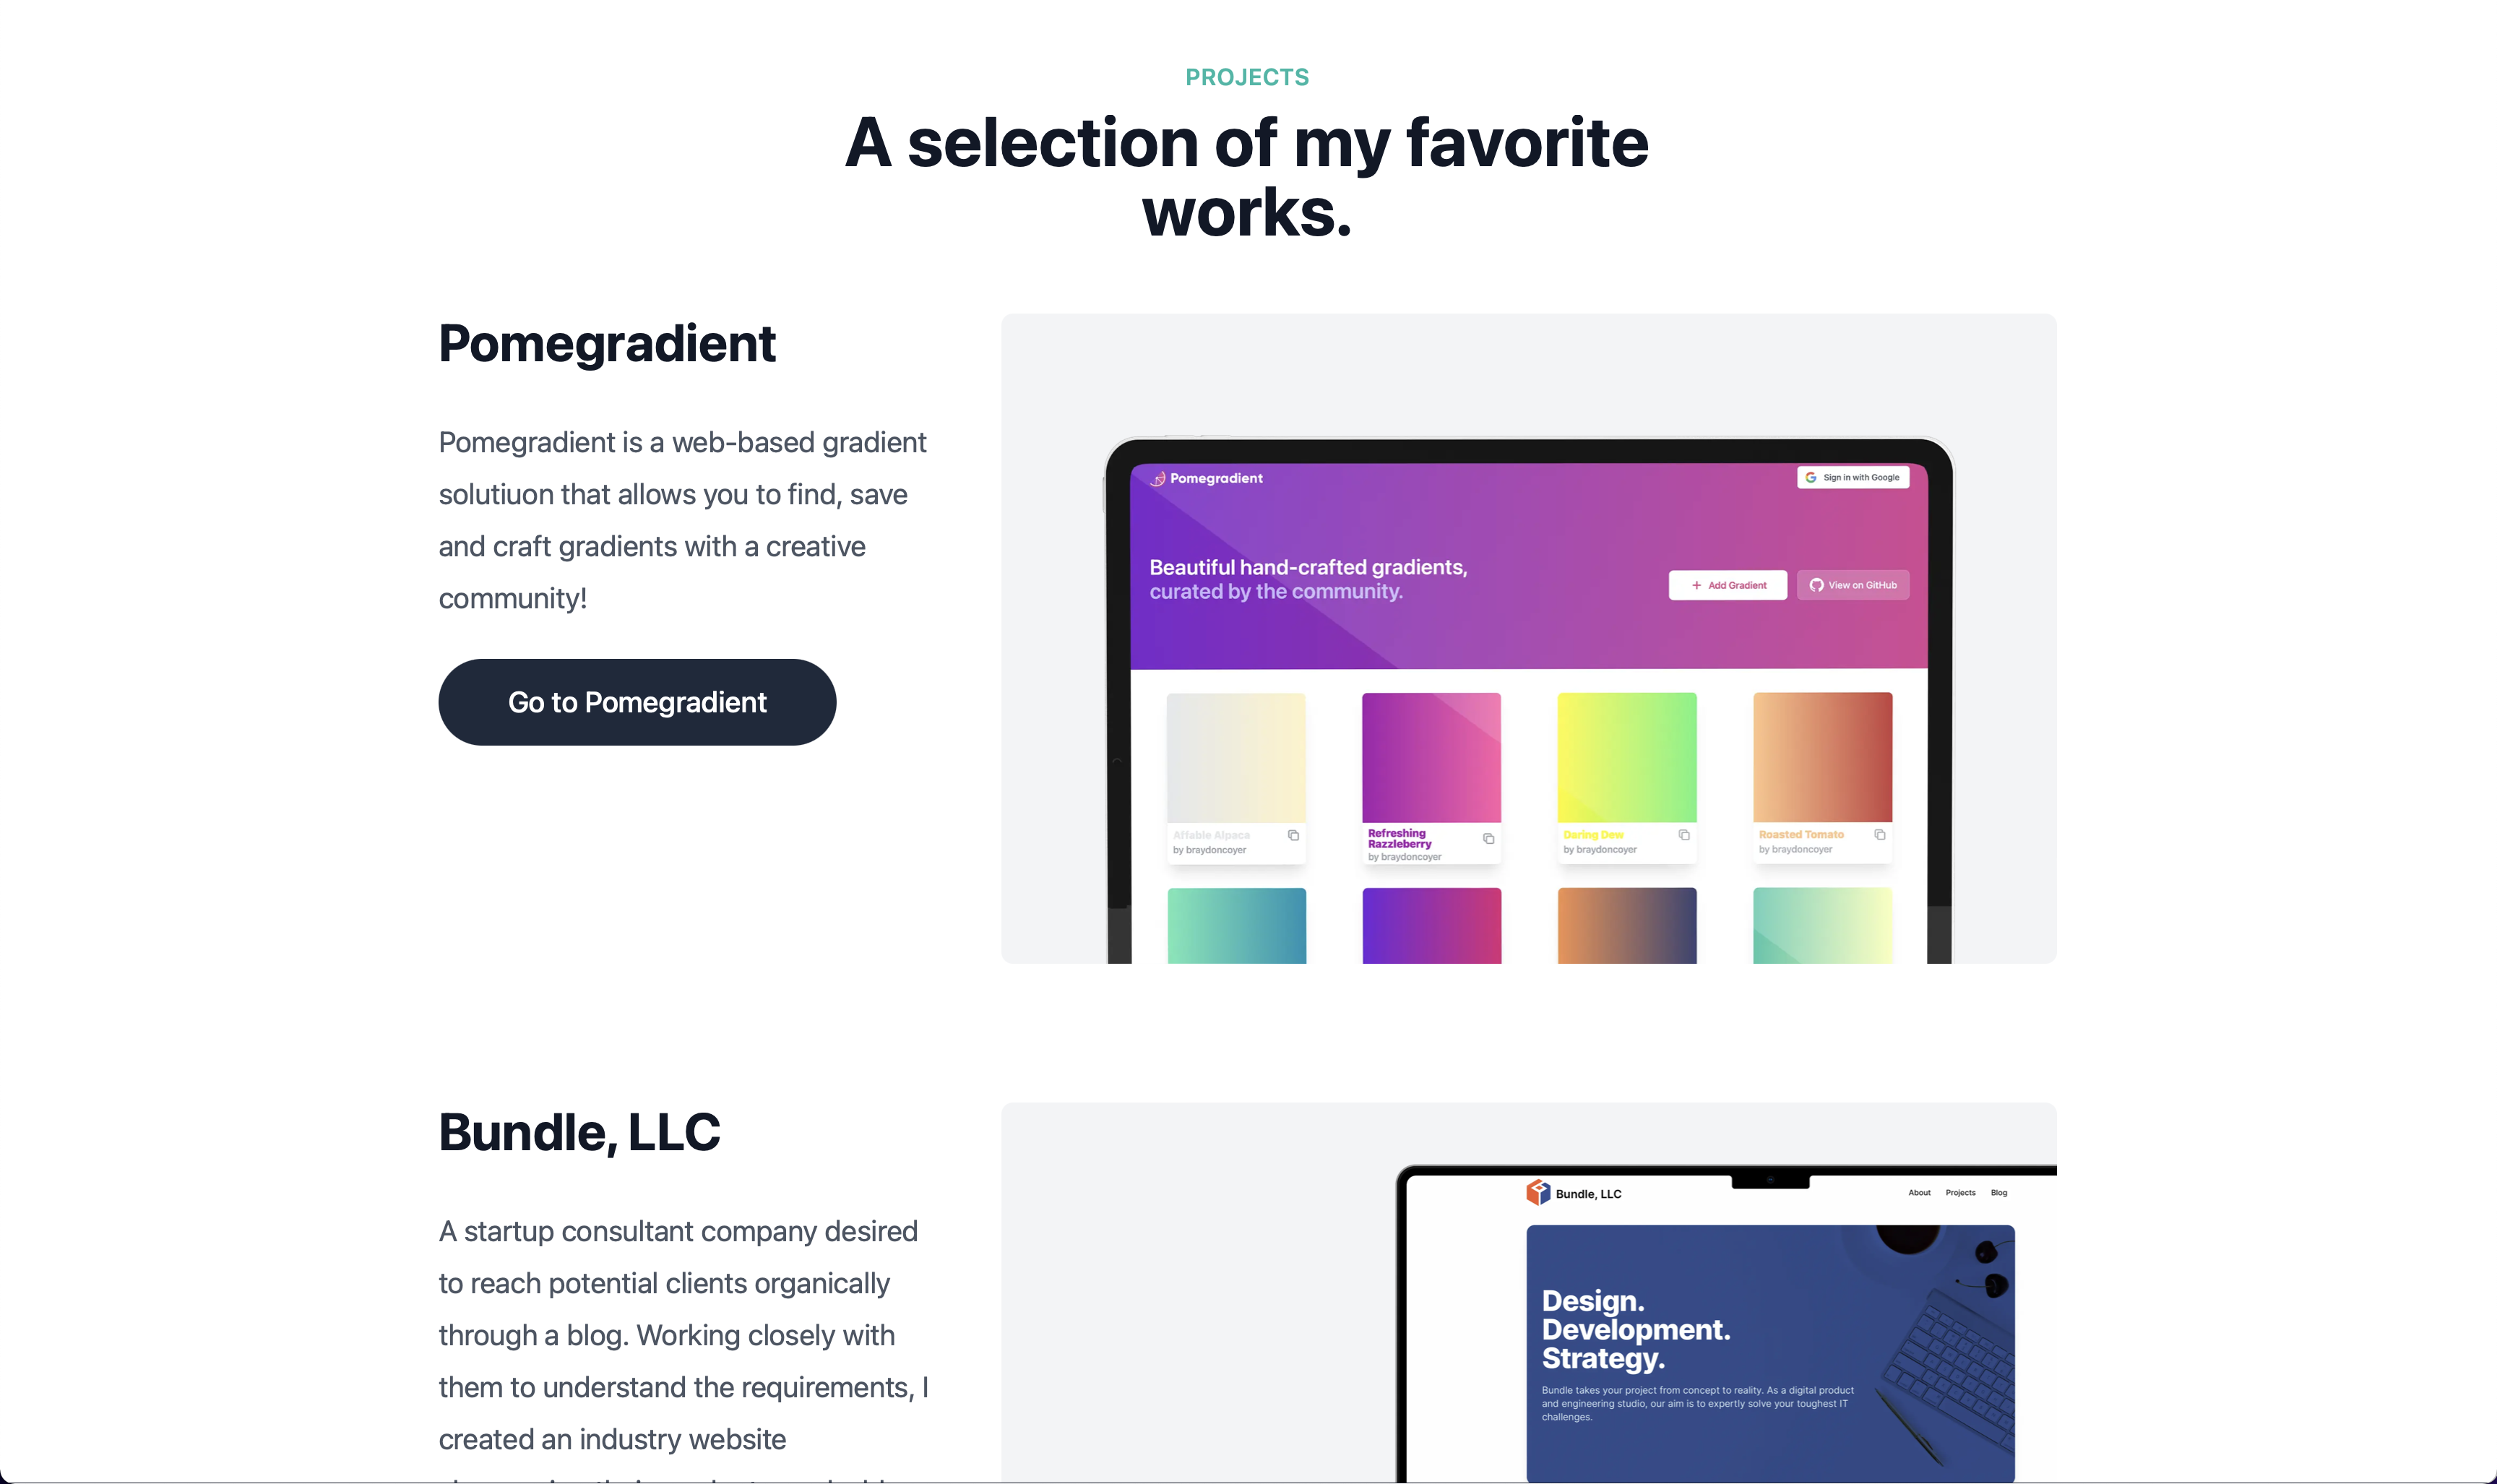 PROJECTS
A selection of my favorite
works.
Pomegradient
Pomegradient is a web-based gradient
solutiuon that allows you to find, save
and craft gradients with a creative
community!
Go to Pomegradient
Pomegradient
Sign in with Google
Beautiful hand-crafted gradients,
curated by the community.
Add Gradient
View on GitHub
Affable Alpaca
by braydoncoyer
Refreshing
Razzleberry
by braydoncoyer
Daring Dew
by braydoncoyer
Roasted Tomato
by braydoncoyer
Bundle, LLC
A startup consultant company desired
to reach potential clients organically
through a blog. Working closely with
them to understand the requirements, I
created an industry website
Bundle, LLC
About Projects Blog
Design.
Development.
Strategy.
Bundle takes your project from concept to reality. As a digital product
and engineering studio, our aim is to expertly solve your toughest IT
challenges.